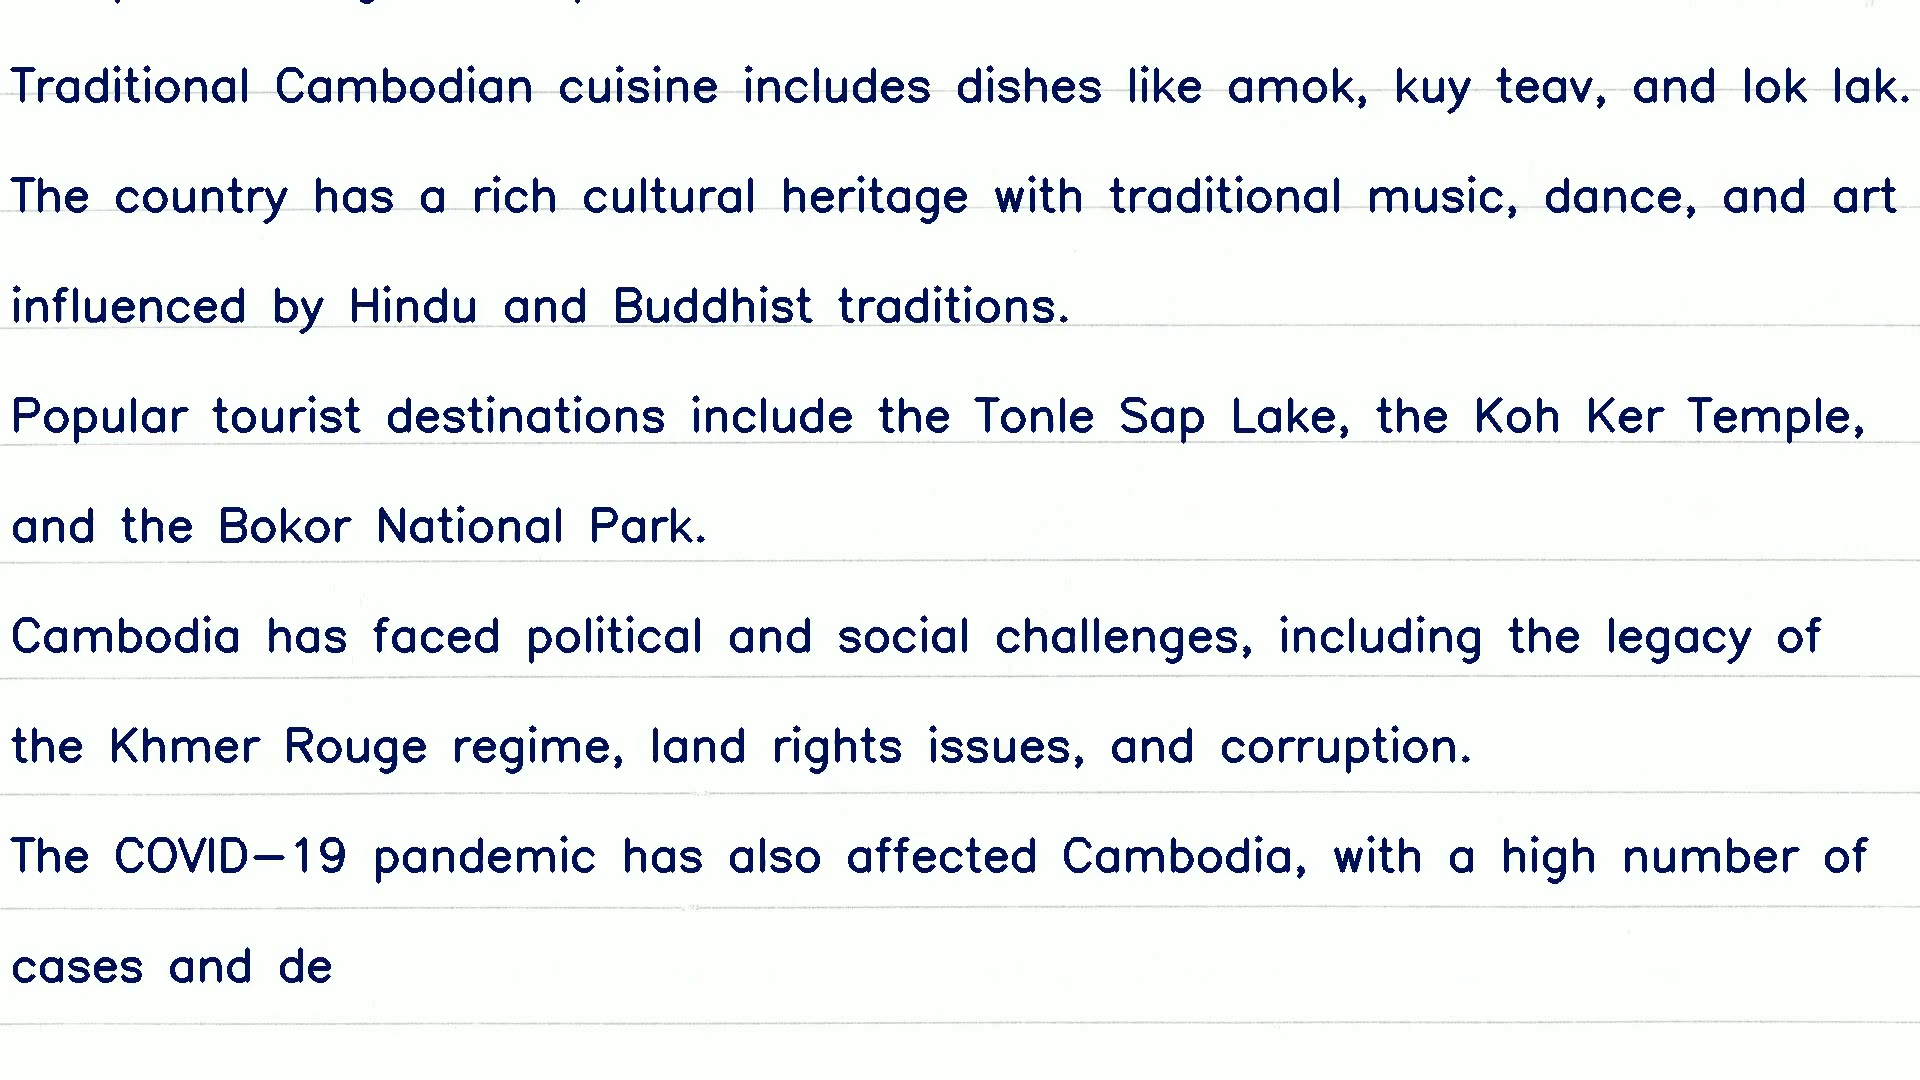 Traditional Cambodian cuisine includes dishes like amok, kuy teav, and lok lak.
The country has a rich cultural heritage with traditional music, dance, and art
influenced by Hindu and Buddhist traditions.
Popular tourist destinations include the Tonle Sap Lake, the Koh Ker Temple,
and the Bokor National Park.
Cambodia has faced political and social challenges, including the legacy of
the Khmer Rouge regime, land rights issues, and corruption.
The COVID-19 pandemic has also affected Cambodia, with a high number of
cases and de